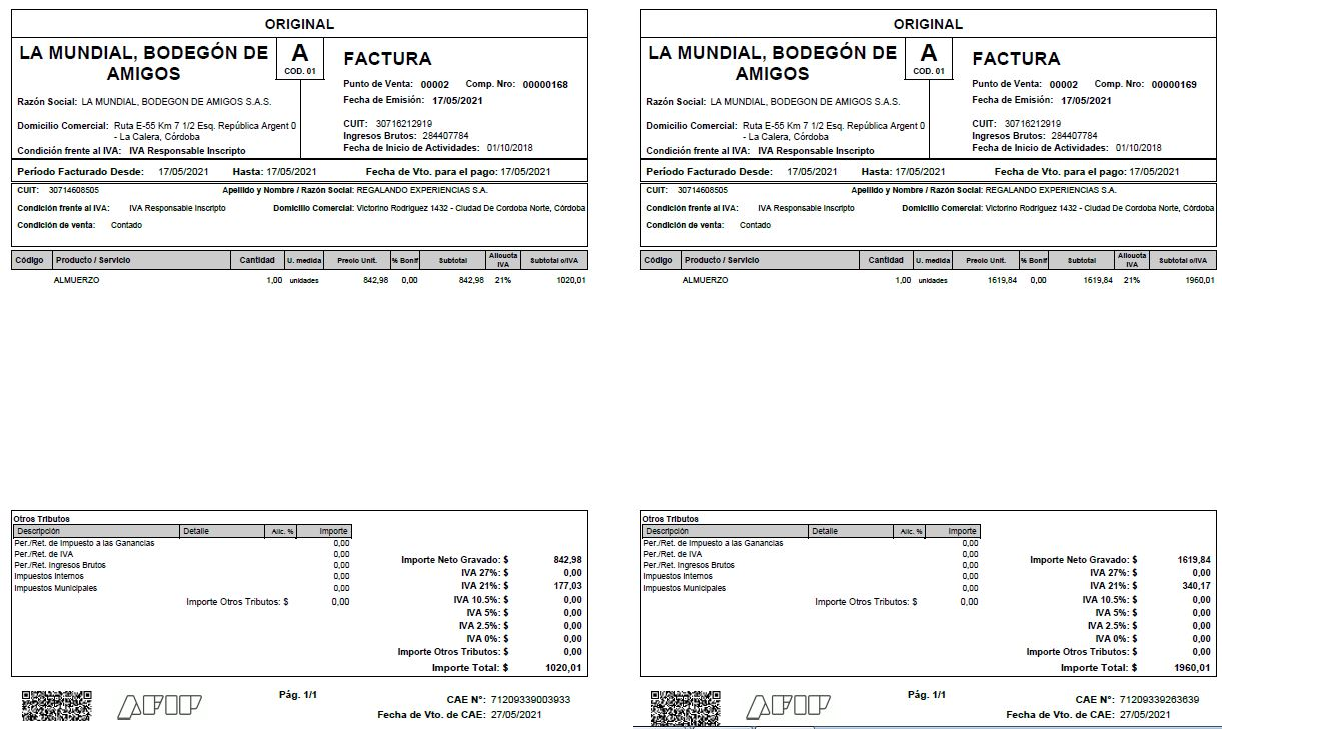 ORIGINAL
LA MUNDIAL, BODEGÓN DE
AMIGOS
A
COD. 01
FACTURA
Punto de Venta: 00002 Comp. Nro: 00000168
Fecha de Emisión: 17/05/2021
Razón Social: LA MUNDIAL, BODEGON DE AMIGOS S.A.S.
Domicilio Comercial: Ruta E-55 Km 7 1/2 Esq. República Argent 0
- La Calera, Córdoba
Condición frente al IVA: IVA Responsable Inscripto
CUIT: 30716212919
Ingresos Brutos: 284407784
Fecha de Inicio de Actividades: 01/10/2018
Período Facturado Desde: 17/05/2021 Hasta: 17/05/2021 Fecha de Vto. para el pago: 17/05/2021
CUIT: 30714608505 Apellido y Nombre / Razón Social: REGALANDO EXPERIENCIAS S.A.
Condición frente al IVA: IVA Responsable Inscripto Domicilio Comercial: Victorino Rodriguez 1432 - Ciudad De Cordoba Norte, Córdoba
Condición de venta: Contado
Código Producto / Servicio Cantidad U. medida Precio Unit. % Bonif Subtotal Alicuota IVA Subtotal c/IVA
ALMUERZO 1,00 unidades 842,98 0,00 842,98 21% 1020,01
Otros Tributos
Descripción Detalle Alíc. % Importe
Per./Ret. de Impuesto a las Ganancias 0,00
Per./Ret. de IVA 0,00
Per./Ret. Ingresos Brutos 0,00
Impuestos Internos 0,00
Impuestos Municipales 0,00
Importe Otros Tributos: $ 0,00
Importe Neto Gravado: $ 842,98
IVA 27%: $ 0,00
IVA 21%: $ 177,03
IVA 10.5%: $ 0,00
IVA 5%: $ 0,00
IVA 2.5%: $ 0,00
IVA 0%: $ 0,00
Importe Otros Tributos: $ 0,00
Importe Total: $ 1020,01
AFIP
Pág. 1/1
CAE N°: 71209339003933
Fecha de Vto. de CAE: 27/05/2021
ORIGINAL
LA MUNDIAL, BODEGÓN DE
AMIGOS
A
COD. 01
FACTURA
Punto de Venta: 00002 Comp. Nro: 00000169
Fecha de Emisión: 17/05/2021
Razón Social: LA MUNDIAL, BODEGON DE AMIGOS S.A.S.
Domicilio Comercial: Ruta E-55 Km 7 1/2 Esq. República Argent 0
- La Calera, Córdoba
Condición frente al IVA: IVA Responsable Inscripto
CUIT: 30716212919
Ingresos Brutos: 284407784
Fecha de Inicio de Actividades: 01/10/2018
Período Facturado Desde: 17/05/2021 Hasta: 17/05/2021 Fecha de Vto. para el pago: 17/05/2021
CUIT: 30714608505 Apellido y Nombre / Razón Social: REGALANDO EXPERIENCIAS S.A.
Condición frente al IVA: IVA Responsable Inscripto Domicilio Comercial: Victorino Rodriguez 1432 - Ciudad De Cordoba Norte, Córdoba
Condición de venta: Contado
Código Producto / Servicio Cantidad U. medida Precio Unit. % Bonif Subtotal Alicuota IVA Subtotal c/IVA
ALMUERZO 1,00 unidades 1619,84 0,00 1619,84 21% 1960,01
Otros Tributos
Descripción Detalle Alíc. % Importe
Per./Ret. de Impuesto a las Ganancias 0,00
Per./Ret. de IVA 0,00
Per./Ret. Ingresos Brutos 0,00
Impuestos Internos 0,00
Impuestos Municipales 0,00
Importe Otros Tributos: $ 0,00
Importe Neto Gravado: $ 1619,84
IVA 27%: $ 0,00
IVA 21%: $ 340,17
IVA 10.5%: $ 0,00
IVA 5%: $ 0,00
IVA 2.5%: $ 0,00
IVA 0%: $ 0,00
Importe Otros Tributos: $ 0,00
Importe Total: $ 1960,01
AFIP
Pág. 1/1
CAE N°: 71209339263639
Fecha de Vto. de CAE: 27/05/2021